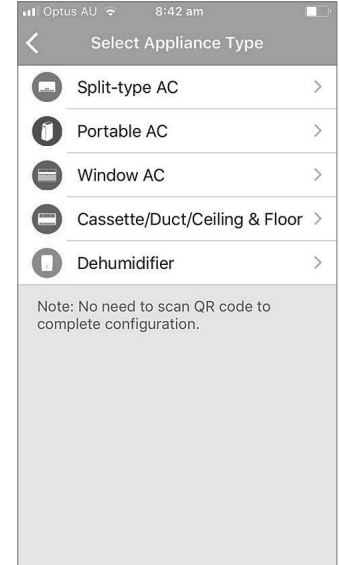 Optus AU 8:42 am
Select Appliance Type
Split-type AC
Portable AC
Window AC
Cassette/Duct/Ceiling & Floor
Dehumidifier
Note: No need to scan QR code to
complete configuration.